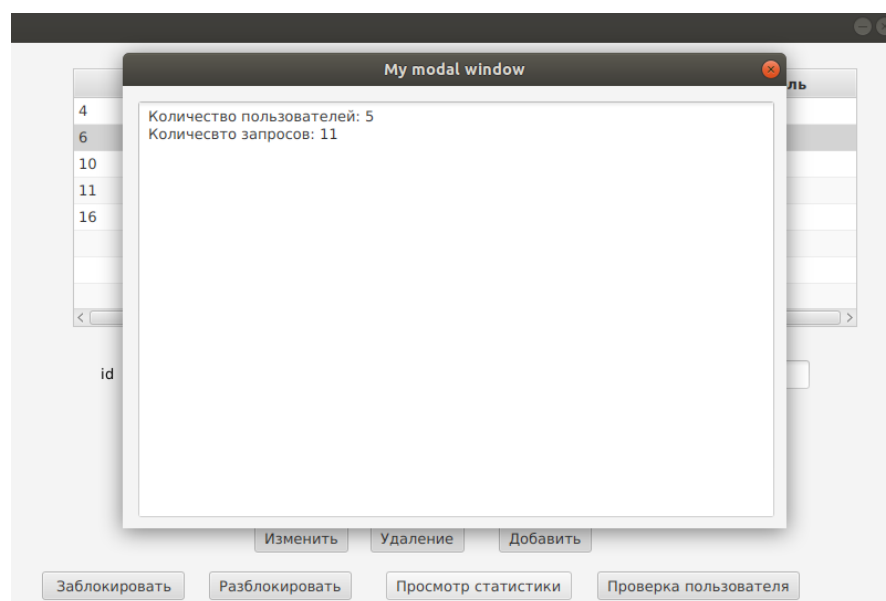 My modal window
ль
4
6
10
11
16
Количество пользователей: 5
Количесвто запросов: 11
id
Изменить
Удаление
Добавить
Заблокировать
Разблокировать
Просмотр статистики
Проверка пользователя